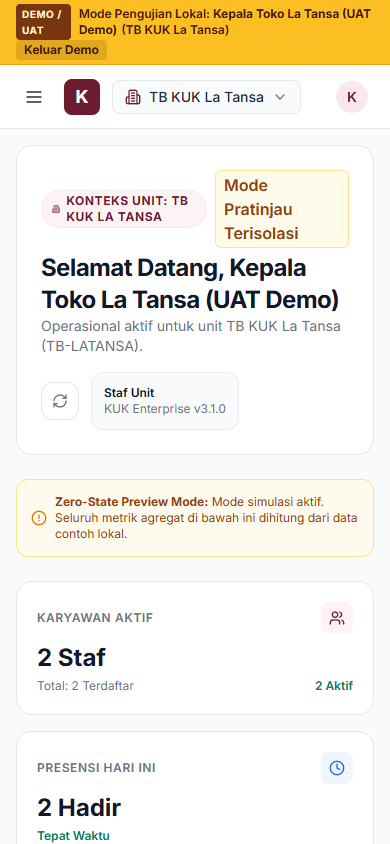 DEMO / UAT
Mode Pengujian Lokal: Kepala Toko La Tansa (UAT Demo) (TB KUK La Tansa)
Keluar Demo
K
TB KUK La Tansa
K
KONTEKS UNIT: TB KUK LA TANSA
Mode Pratinjau Terisolasi
Selamat Datang, Kepala
Toko La Tansa (UAT Demo)
Operasional aktif untuk unit TB KUK La Tansa
(TB-LATANSA).
Staf Unit
KUK Enterprise v3.1.0
Zero-State Preview Mode: Mode simulasi aktif.
Seluruh metrik agregat di bawah ini dihitung dari data
contoh lokal.
KARYAWAN AKTIF
2 Staf
Total: 2 Terdaftar
2 Aktif
PRESENSI HARI INI
2 Hadir
Tepat Waktu